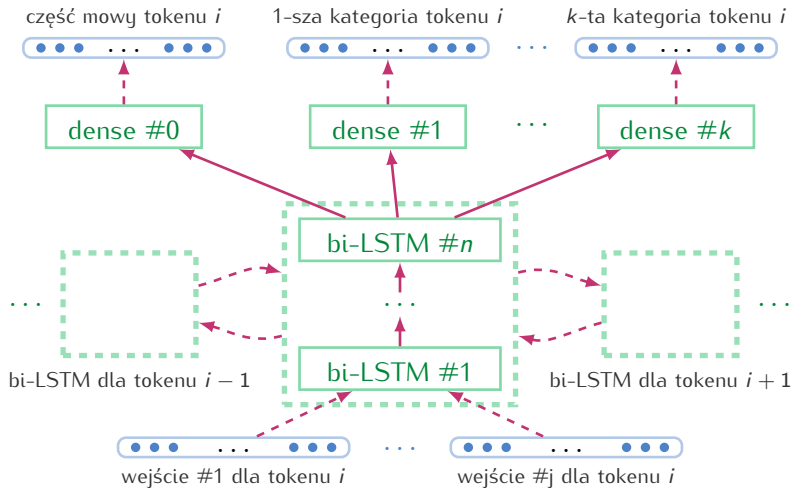 część mowy tokenu i
1-sza kategoria tokenu i
k-ta kategoria tokenu i
...
...
...
...
dense #0
dense #1
...
dense #k
bi-LSTM #n
...
...
...
bi-LSTM #1
bi-LSTM dla tokenu i − 1
bi-LSTM dla tokenu i + 1
...
...
...
wejście #1 dla tokenu i
wejście #j dla tokenu i